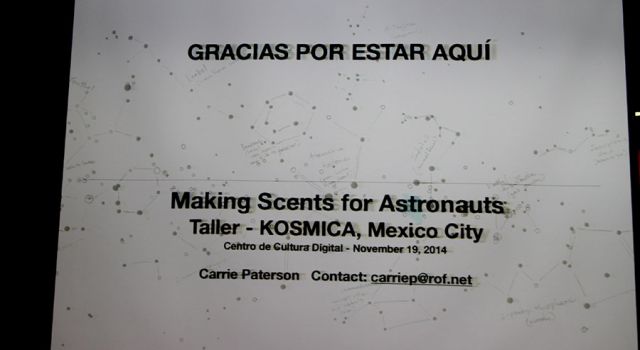 GRACIAS POR ESTAR AQUÍ
Making Scents for Astronauts
Taller - KOSMICA, Mexico City
Centro de Cultura Digital - November 19, 2014
Carrie Paterson Contact: carriep@rof.net